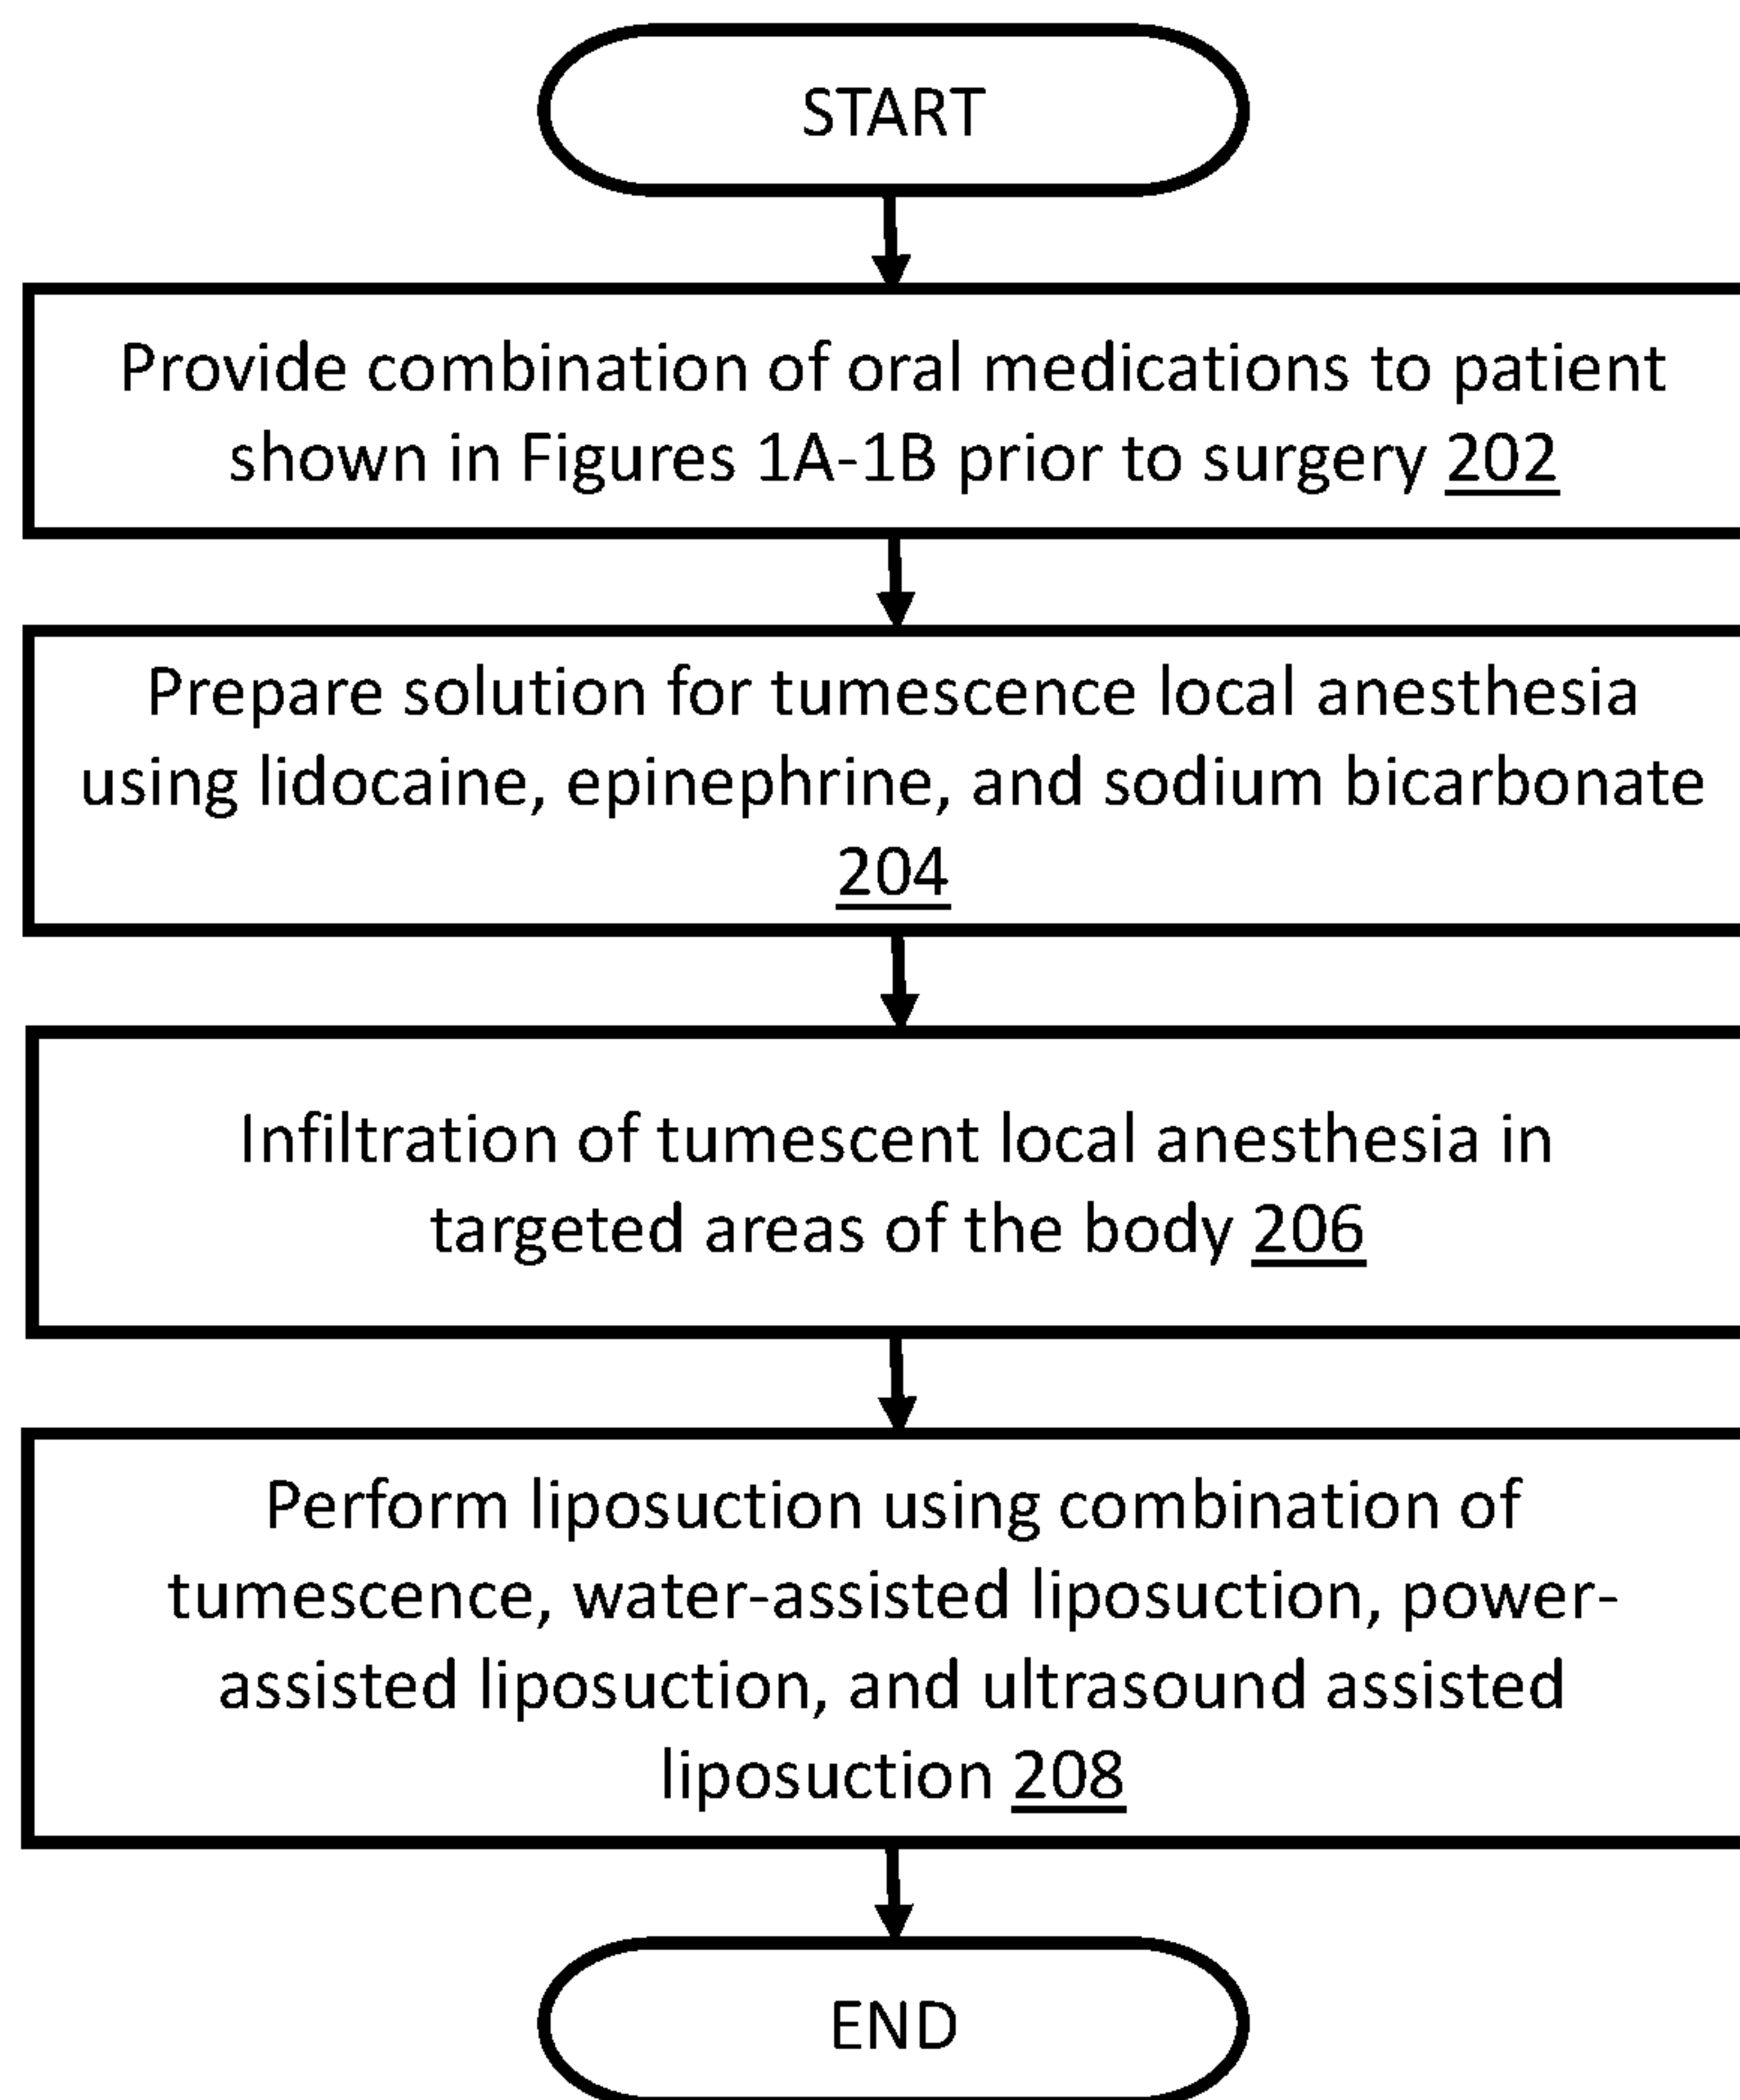 START
Provide combination of oral medications to patient
shown in Figures 1A-1B prior to surgery 202
Prepare solution for tumescence local anesthesia
using lidocaine, epinephrine, and sodium bicarbonate
204
Infiltration of tumescent local anesthesia in
targeted areas of the body 206
Perform liposuction using combination of
tumescence, water-assisted liposuction, power-
assisted liposuction, and ultrasound assisted
liposuction 208
END